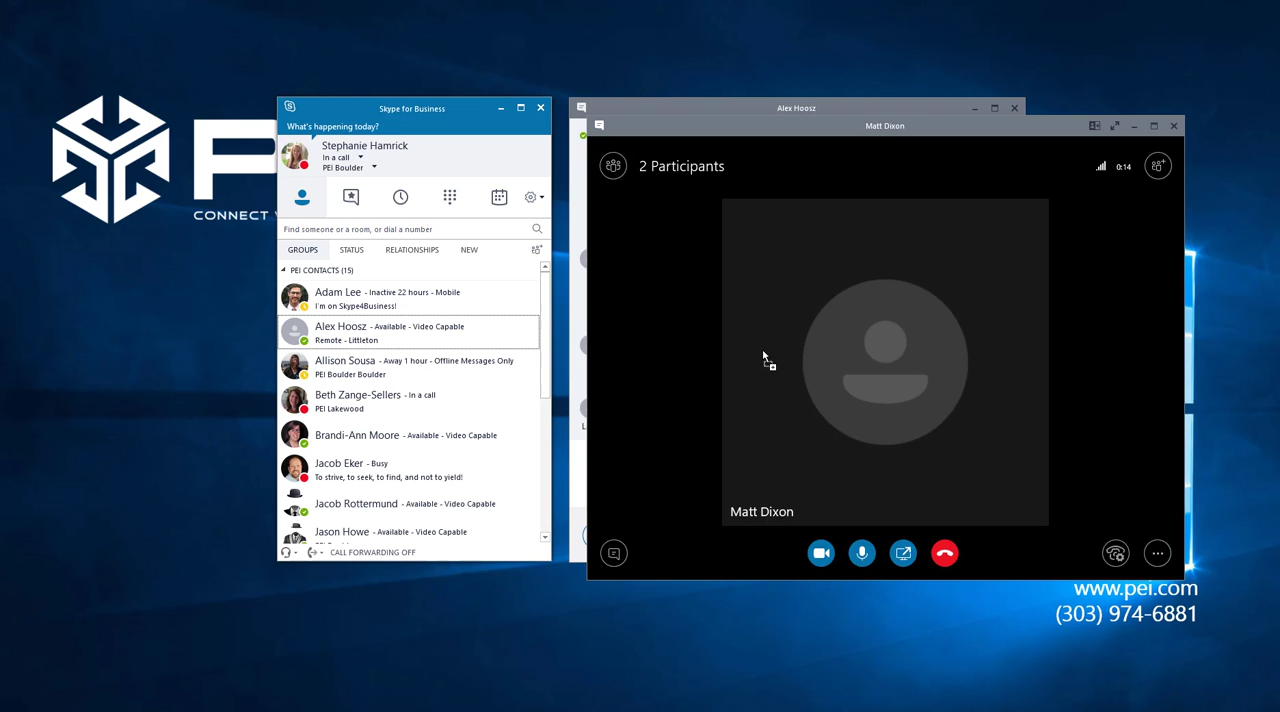 CONNECT
Skype for Business
What's happening today?
Stephanie Hamrick
In a call
PEI Boulder
Find someone or a room, or dial a number
GROUPS STATUS RELATIONSHIPS NEW
PEI CONTACTS (15)
Adam Lee - Inactive 22 hours - Mobile
I'm on Skype4Business!
Alex Hoosz - Available - Video Capable
Remote - Littleton
Allison Sousa - Away 1 hour - Offline Messages Only
PEI Boulder Boulder
Beth Zange-Sellers - In a call
PEI Lakewood
Brandi-Ann Moore - Available - Video Capable
Jacob Eker - Busy
To strive, to seek, to find, and not to yield!
Jacob Rottermund - Available - Video Capable
Jason Howe - Available - Video Capable
CALL FORWARDING OFF
Alex Hoosz
Matt Dixon
2 Participants
0:14
Matt Dixon
www.pei.com
(303) 974-6881